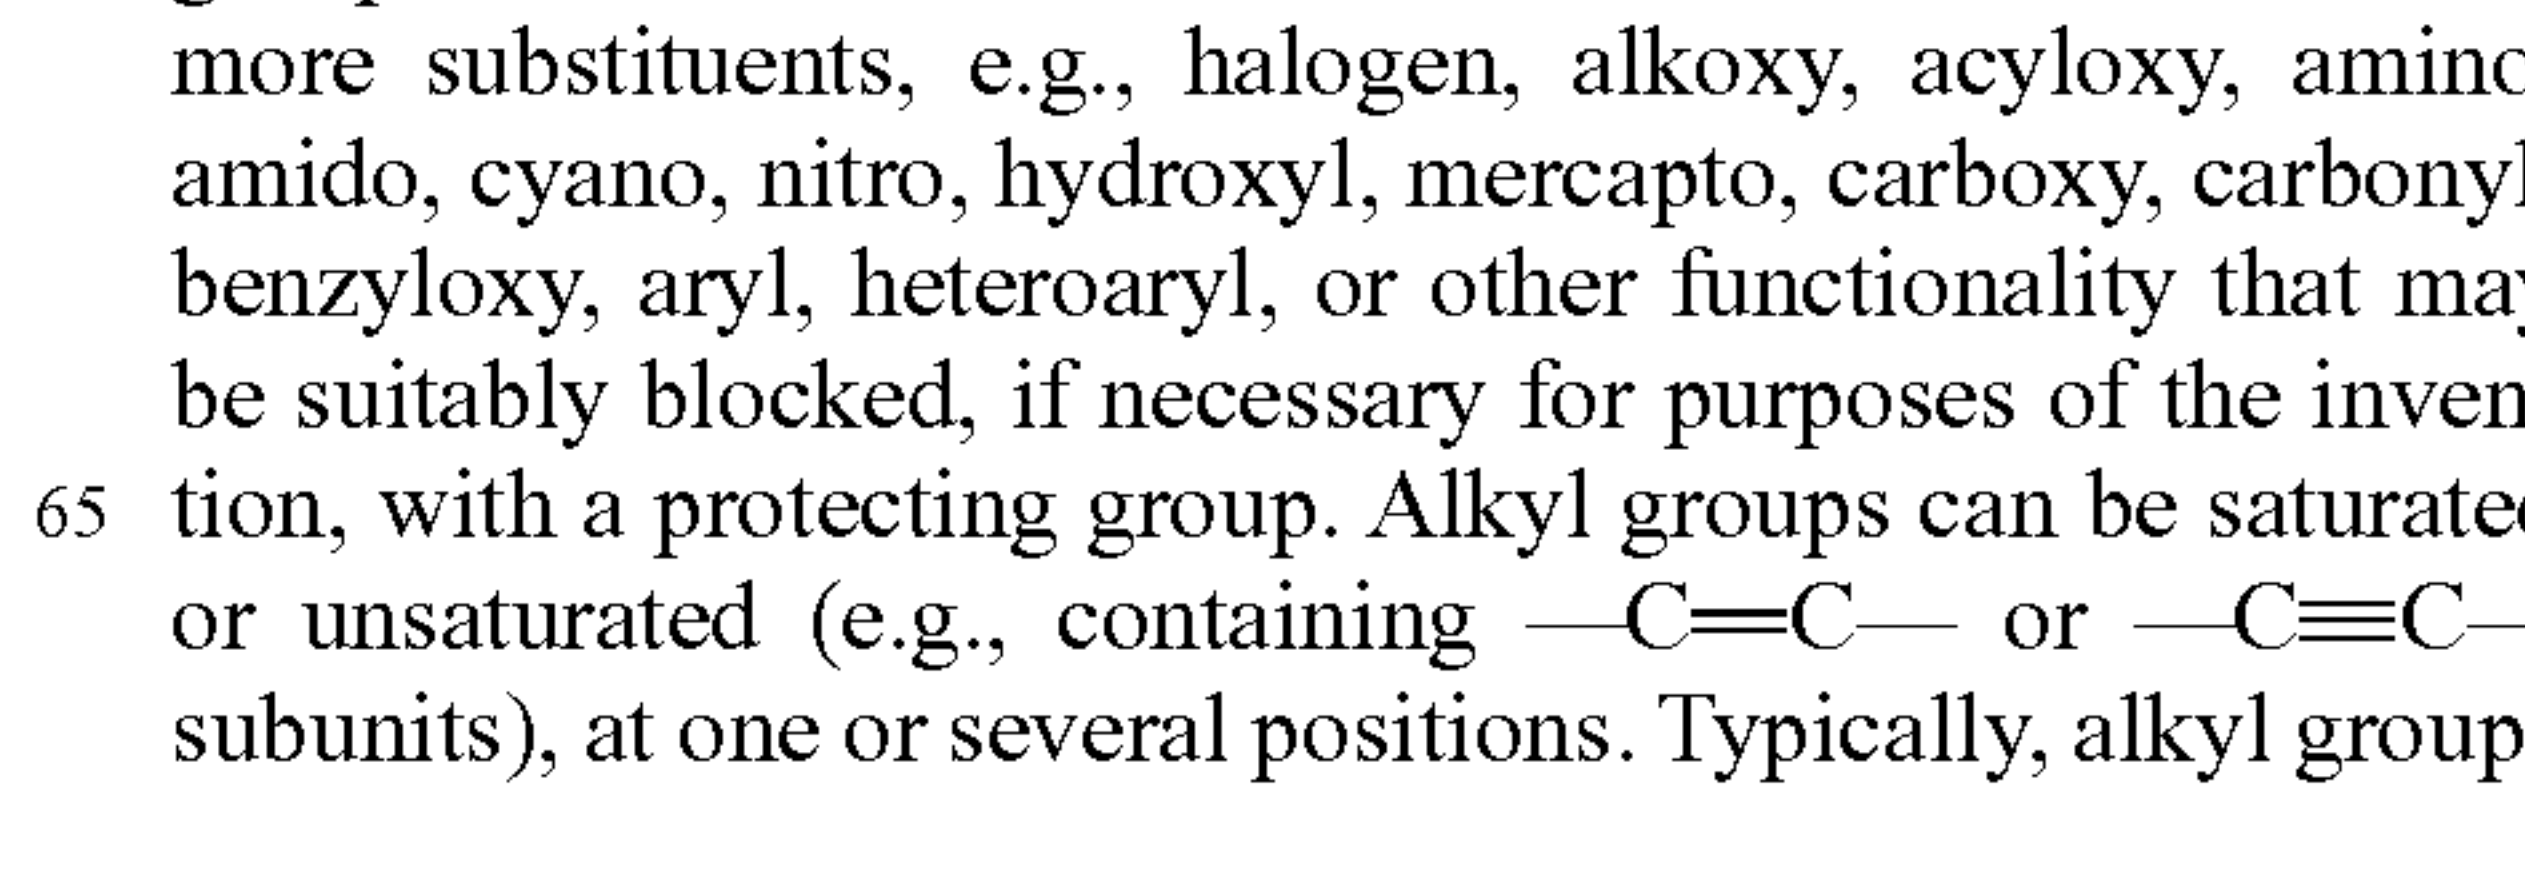 more substituents, e.g., halogen, alkoxy, acyloxy, amino
amido, cyano, nitro, hydroxyl, mercapto, carboxy, carbonyl
benzyloxy, aryl, heteroaryl, or other functionality that may
be suitably blocked, if necessary for purposes of the inven
65 tion, with a protecting group. Alkyl groups can be saturated
or unsaturated (e.g., containing —C=C— or —C≡C—
subunits), at one or several positions. Typically, alkyl group